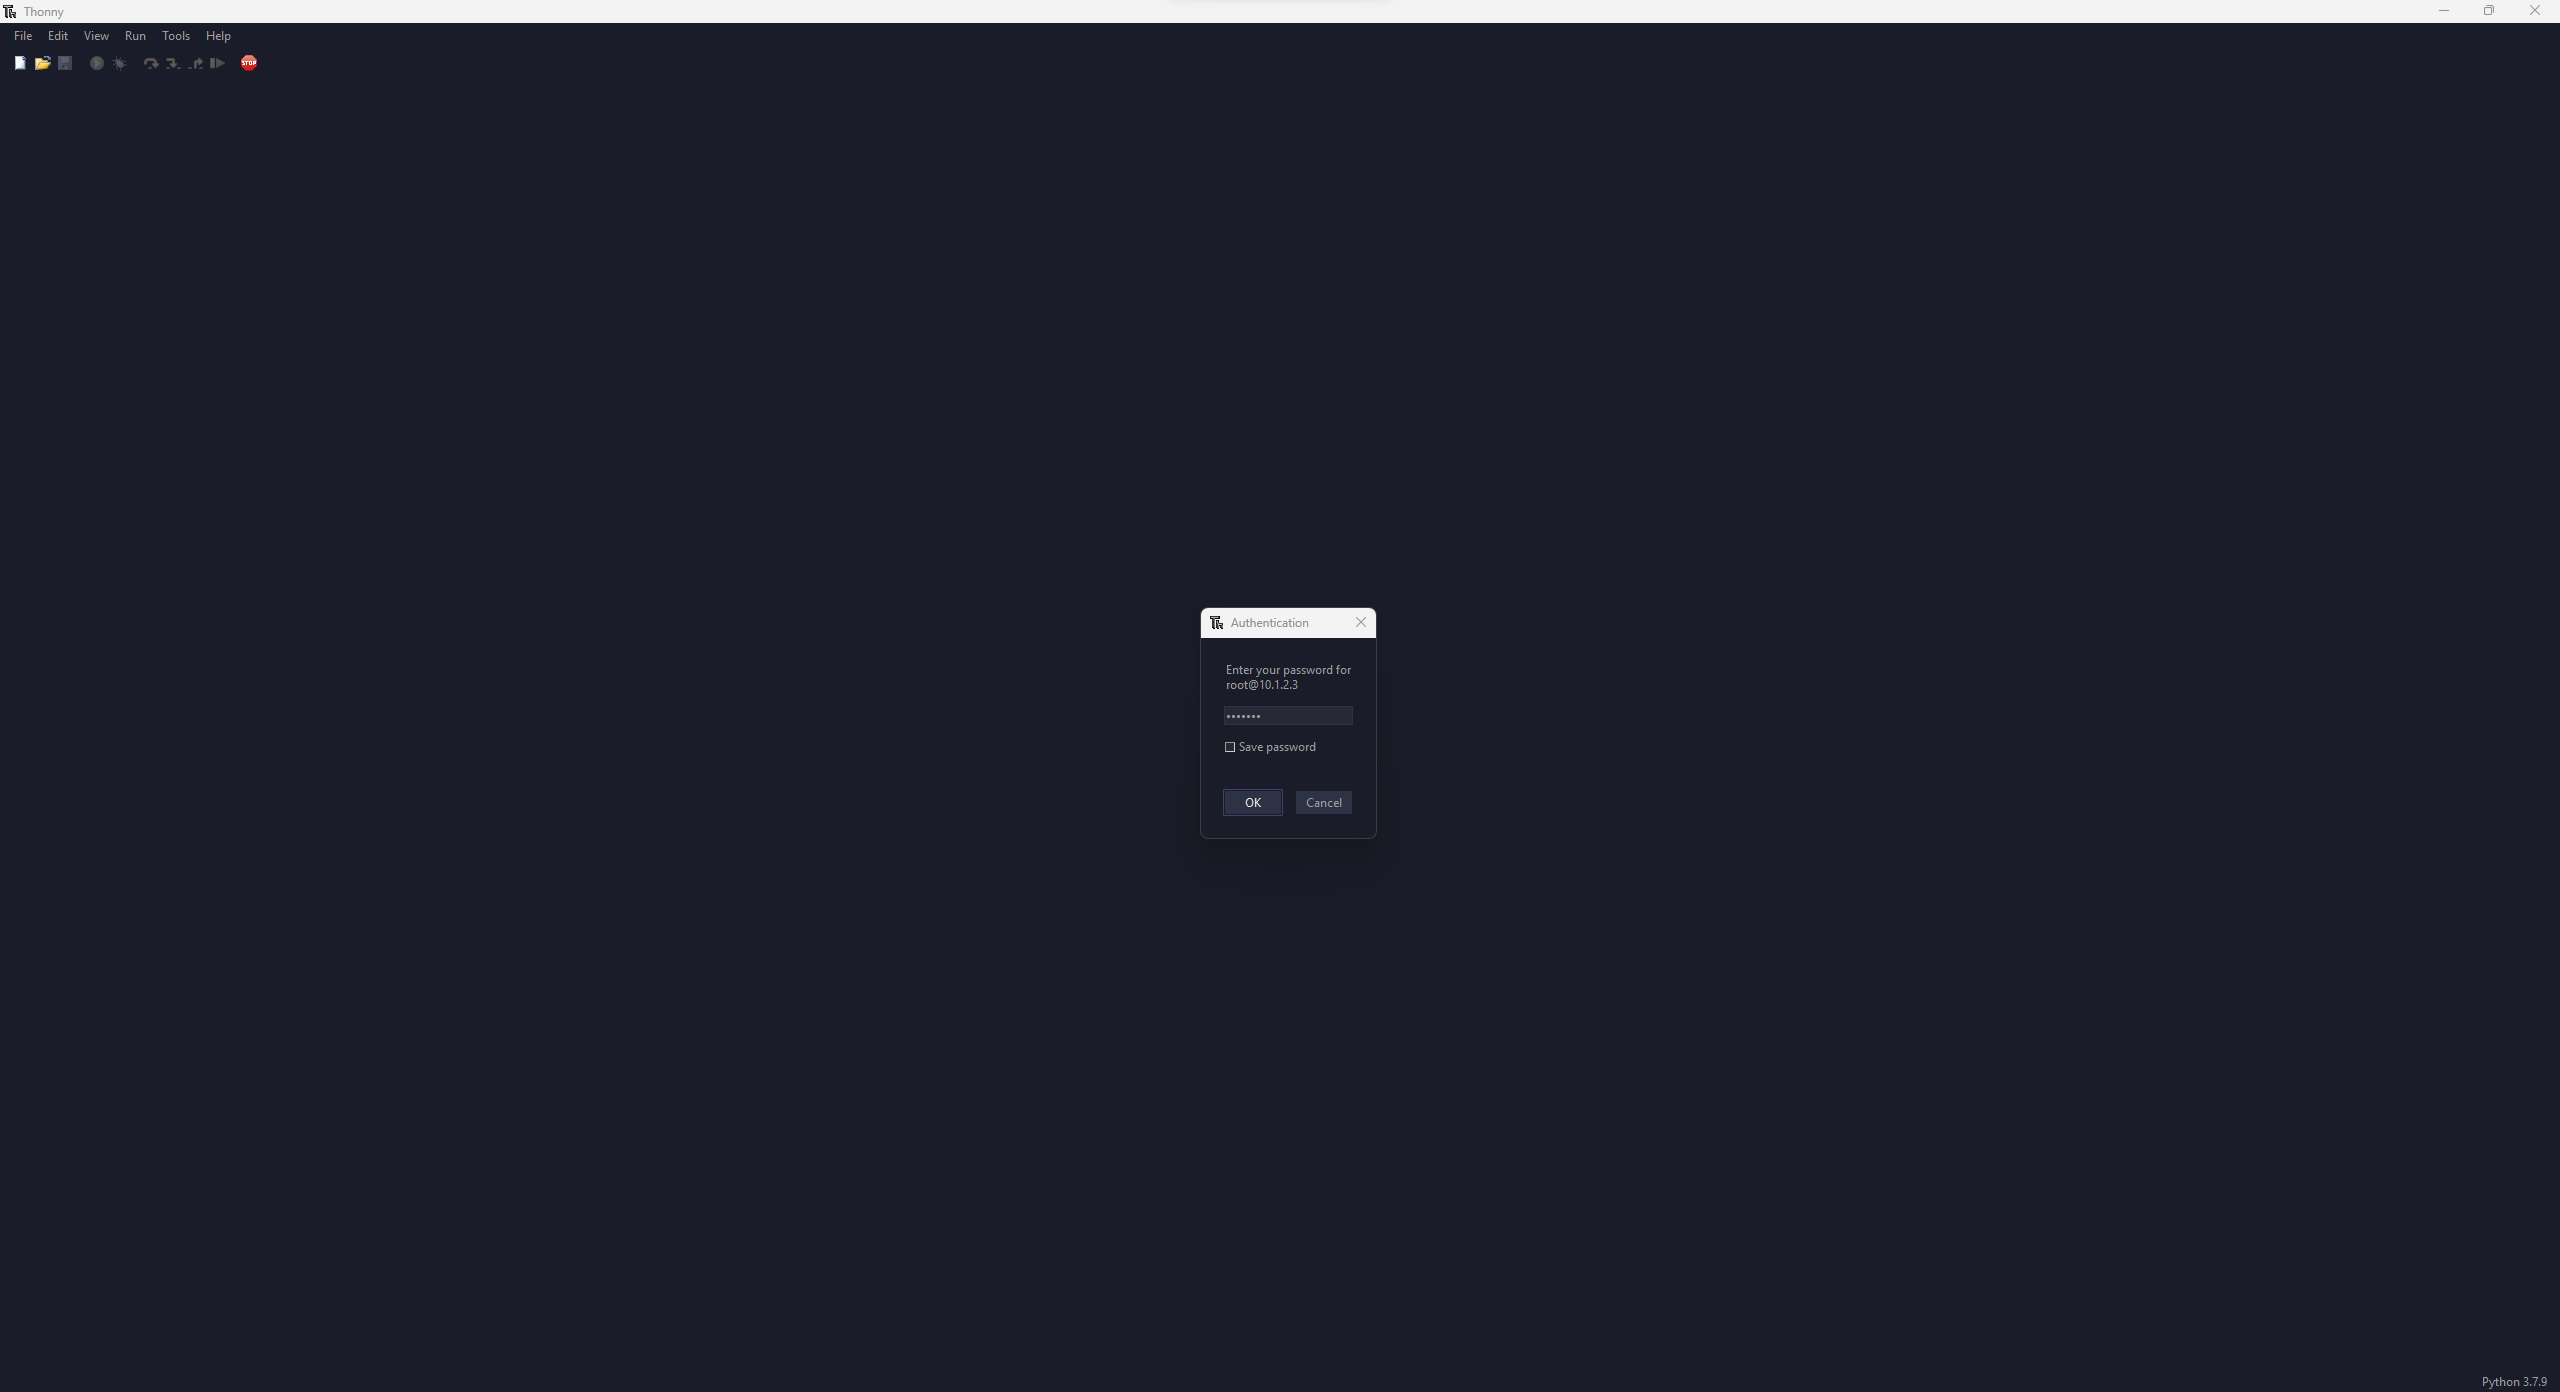 Thonny
File Edit View Run Tools Help
STOP
Authentication
Enter your password for
root@10.1.2.3
•••••••
Save password
OK Cancel
Python 3.7.9